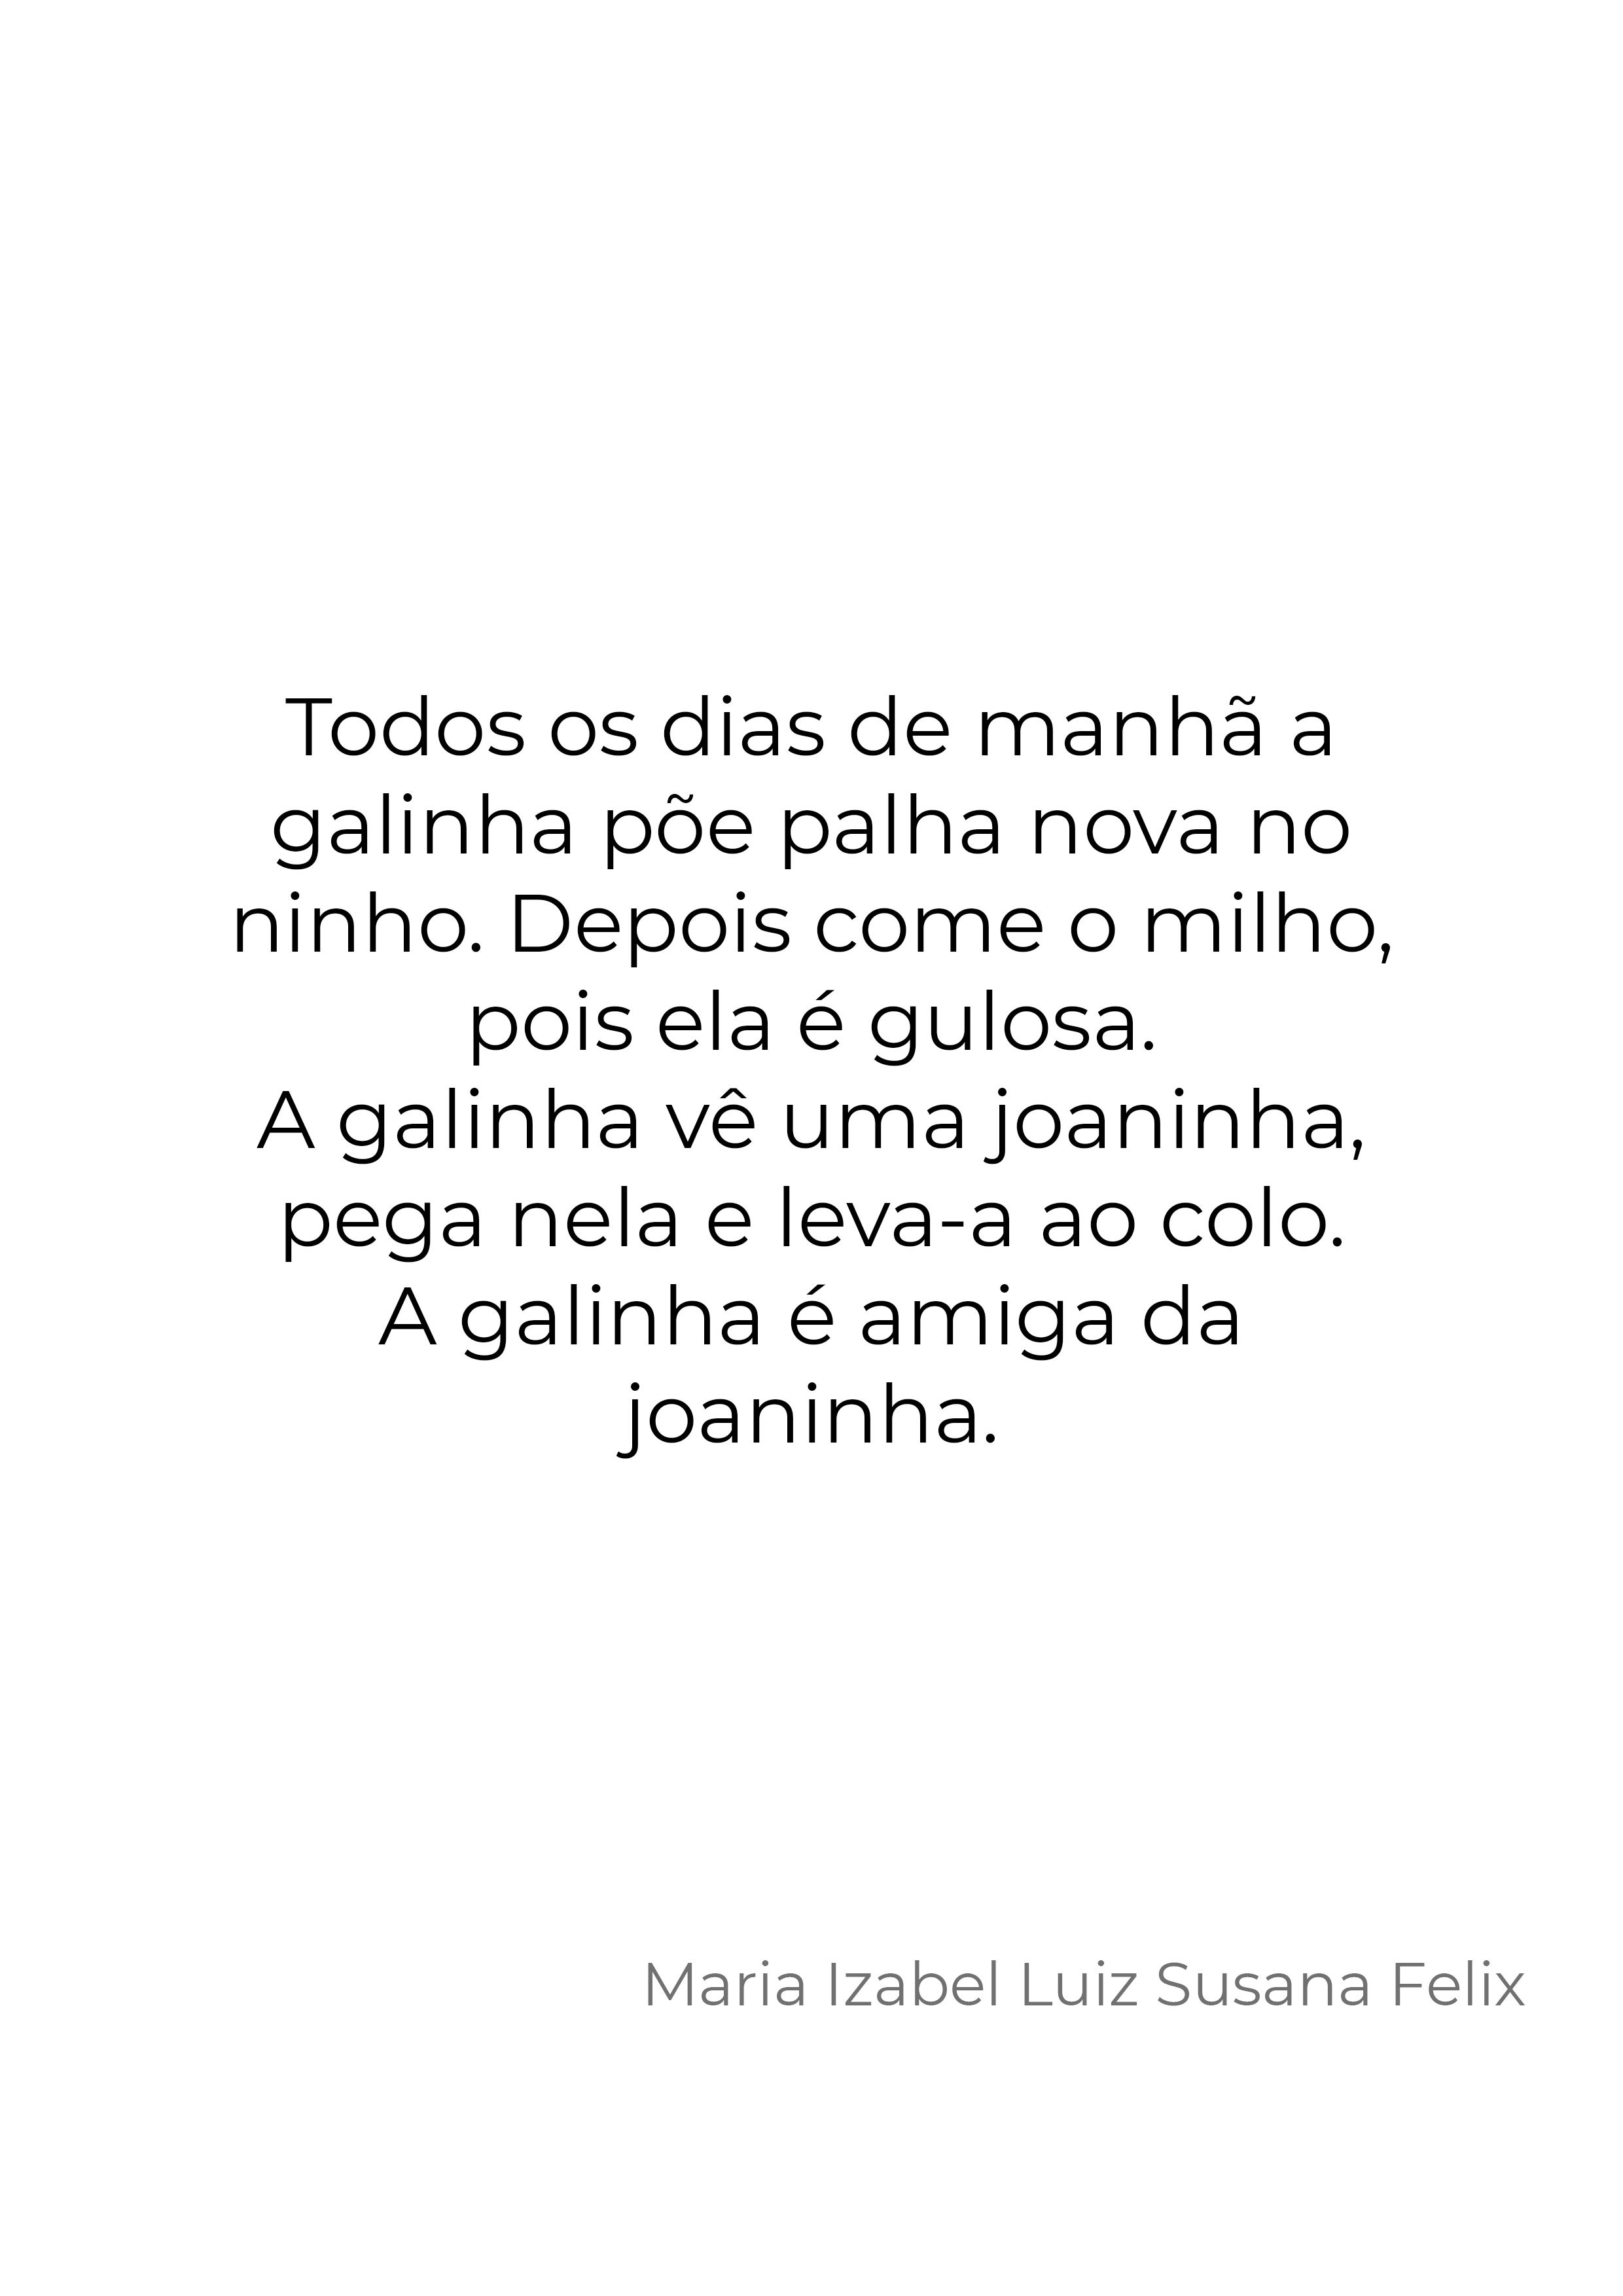 Todos os dias de manhã a
galinha põe palha nova no
ninho. Depois come o milho,
pois ela é gulosa.
A galinha vê uma joaninha,
pega nela e leva-a ao colo.
A galinha é amiga da
joaninha.
Maria Izabel Luiz Susana Felix